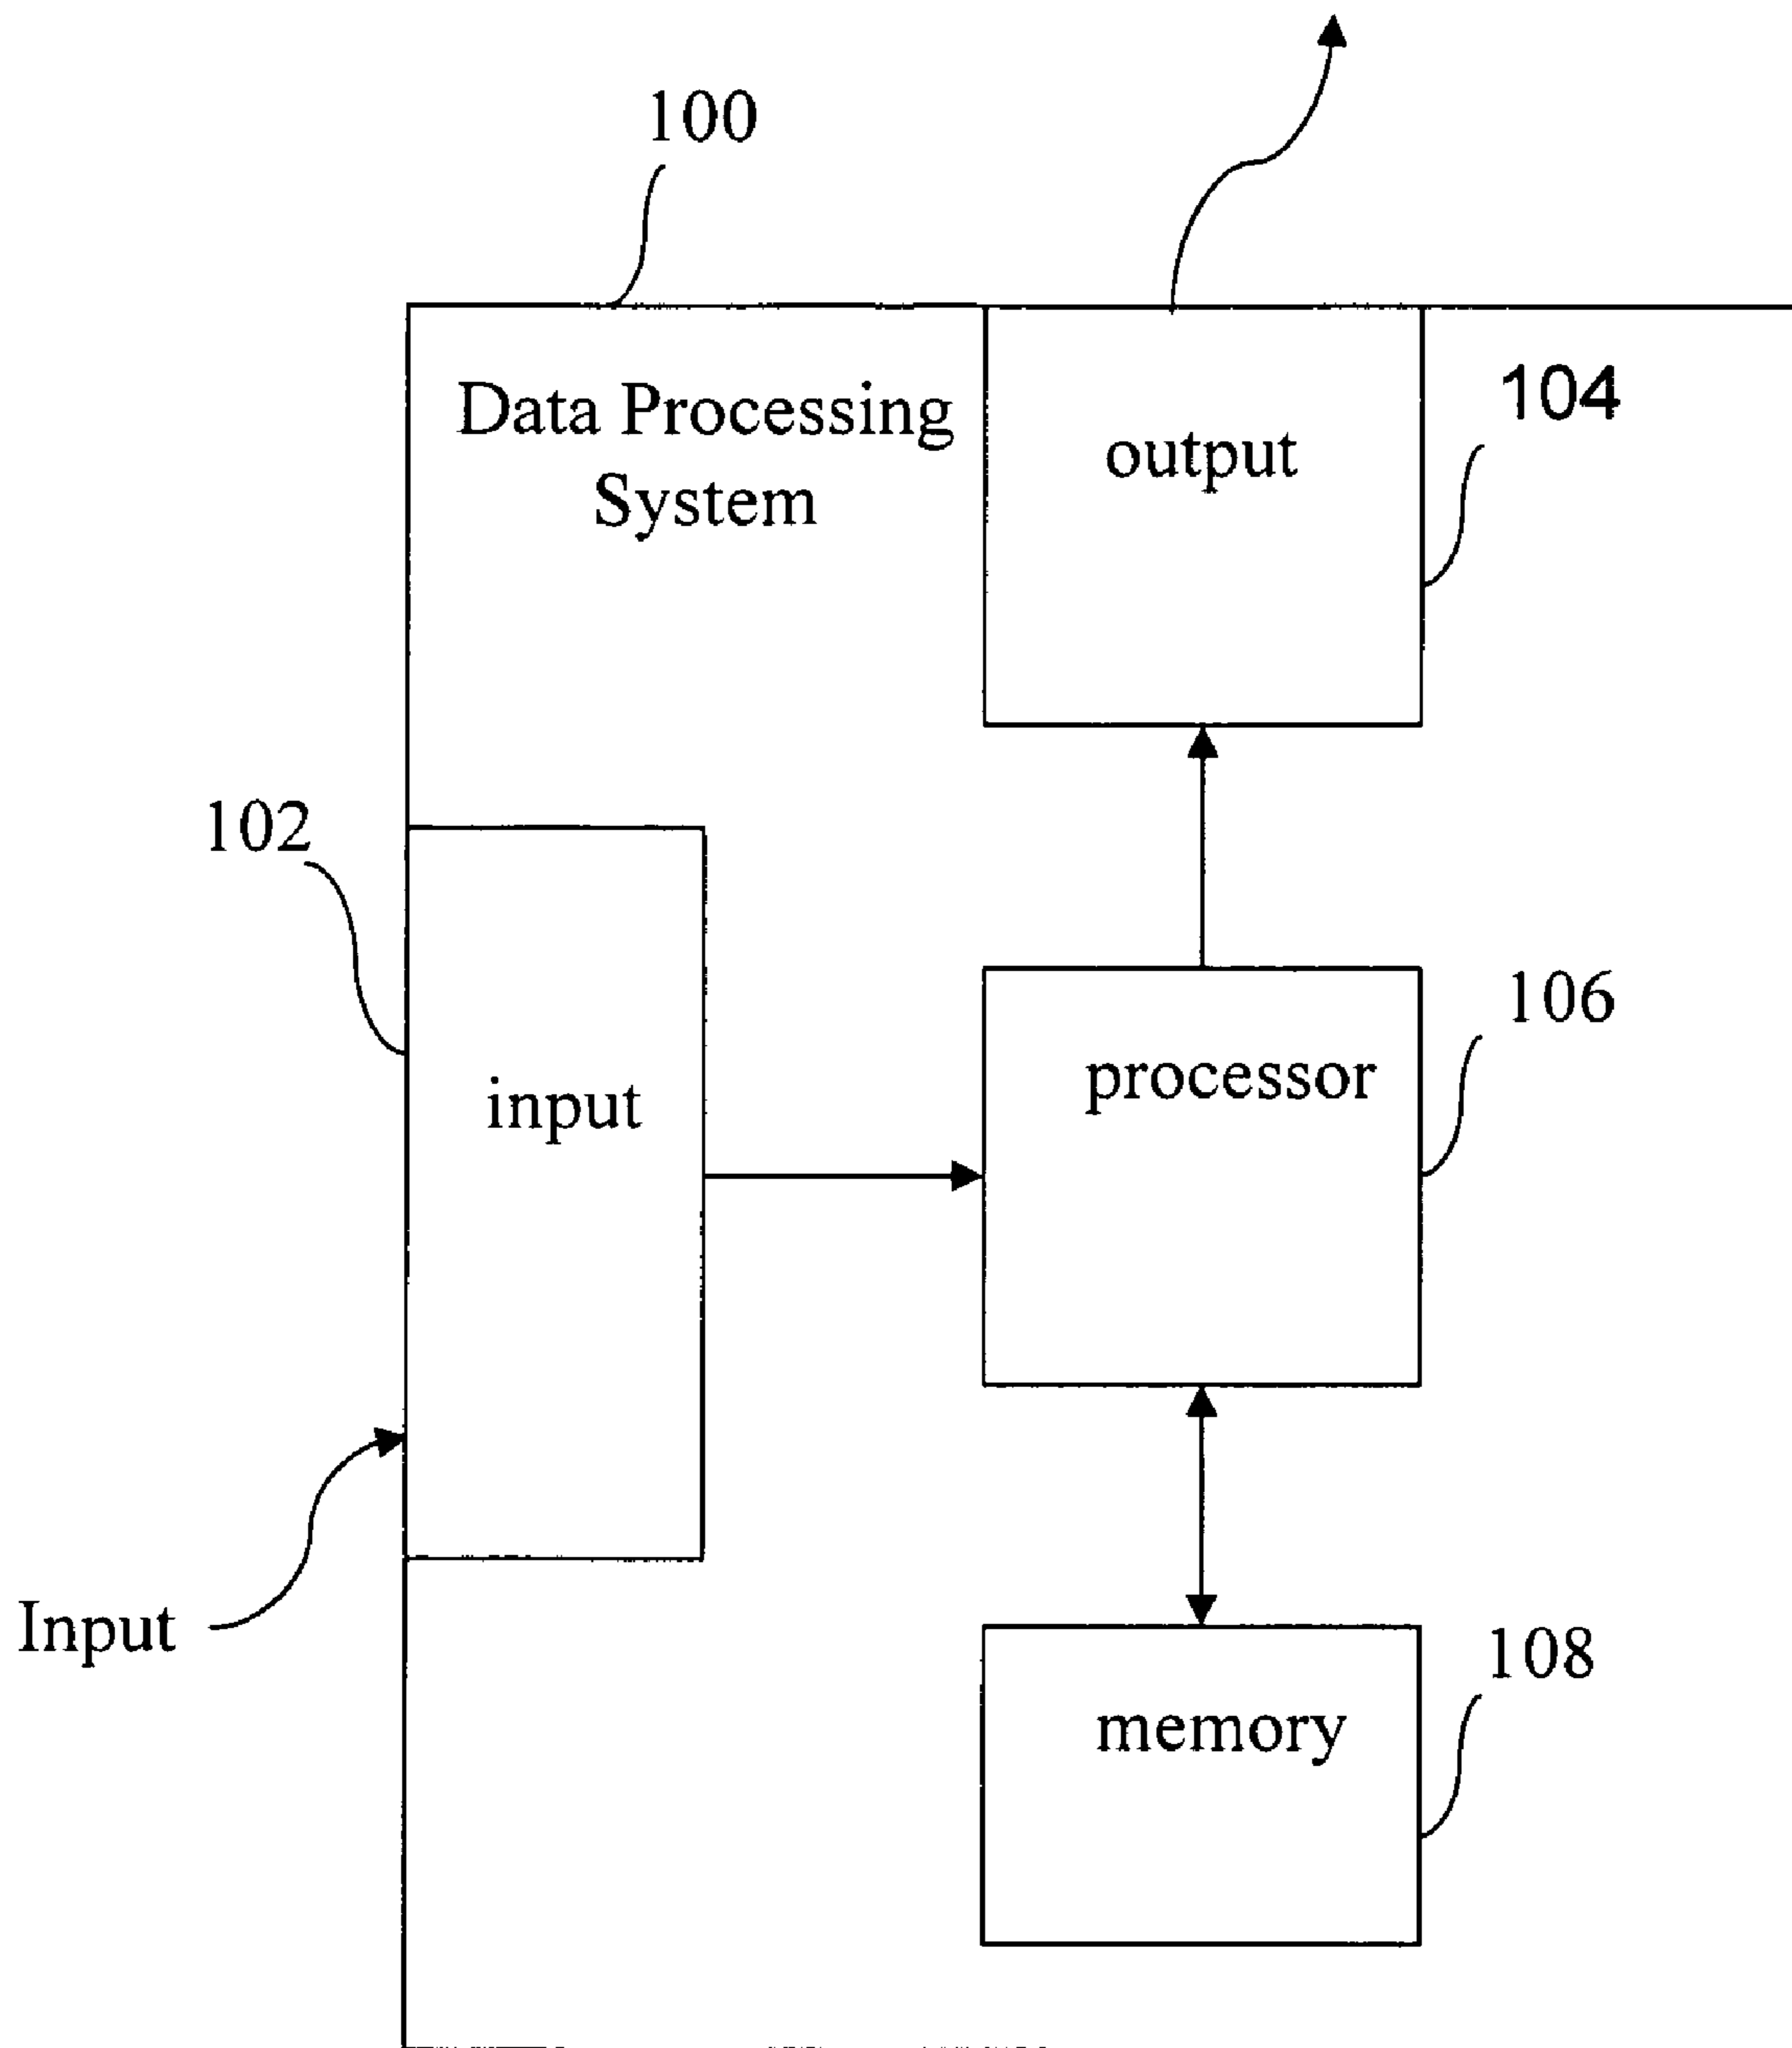 100
Data Processing
System
output
104
102
input
processor
106
Input
memory
108